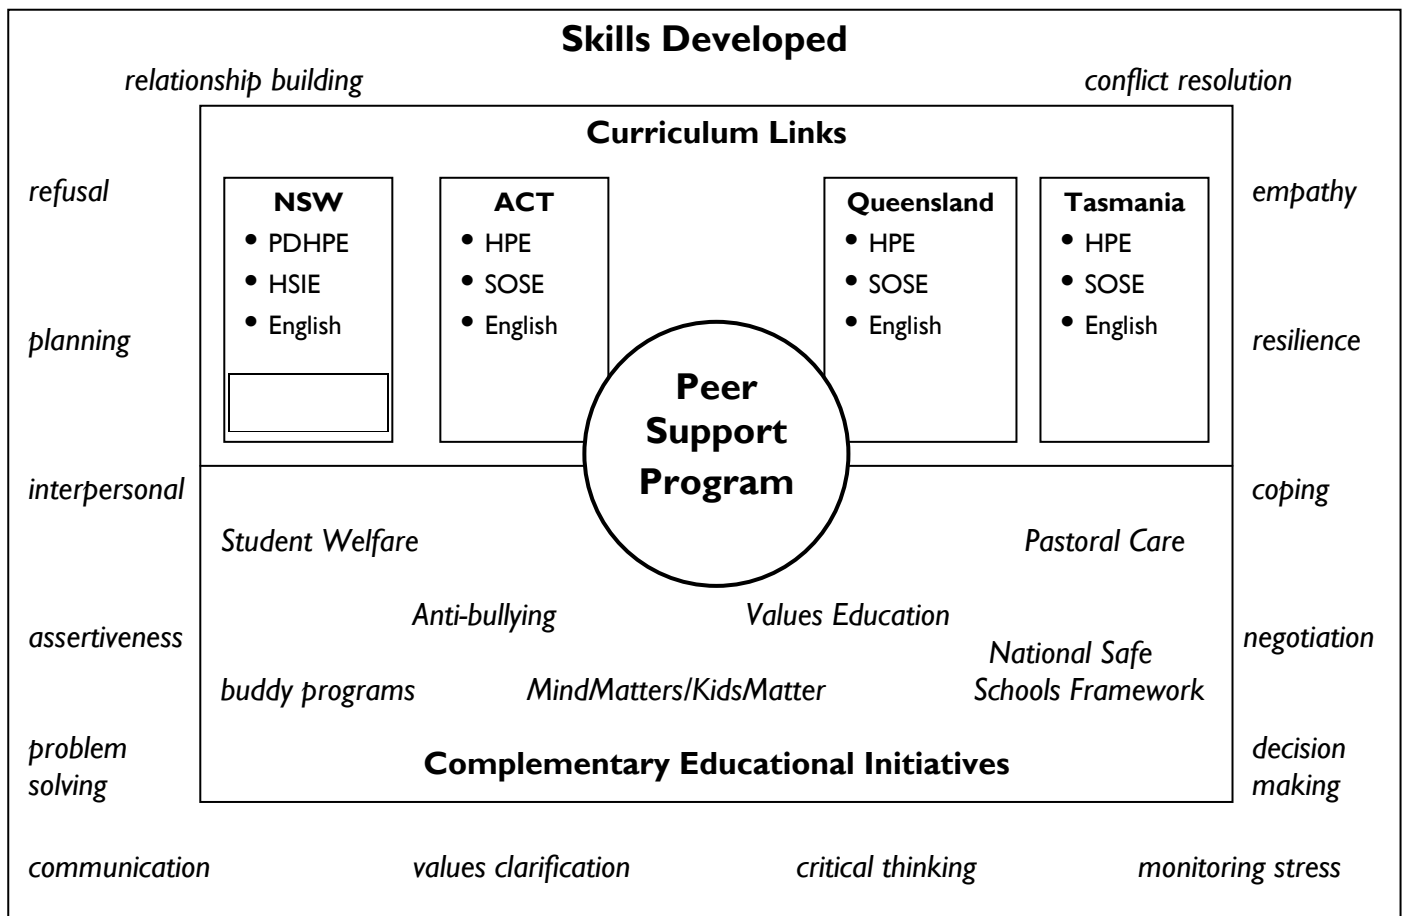 Skills Developed
relationship building
conflict resolution
Curriculum Links
refusal
empathy
NSW
• PDHPE
• HSIE
• English
ACT
• HPE
• SOSE
• English
Queensland
• HPE
• SOSE
• English
Tasmania
• HPE
• SOSE
• English
planning
resilience
Peer
Support
Program
interpersonal
coping
Student Welfare
Pastoral Care
Anti-bullying
Values Education
assertiveness
negotiation
buddy programs
MindMatters/KidsMatter
National Safe
Schools Framework
problem
solving
decision
making
Complementary Educational Initiatives
communication
values clarification
critical thinking
monitoring stress